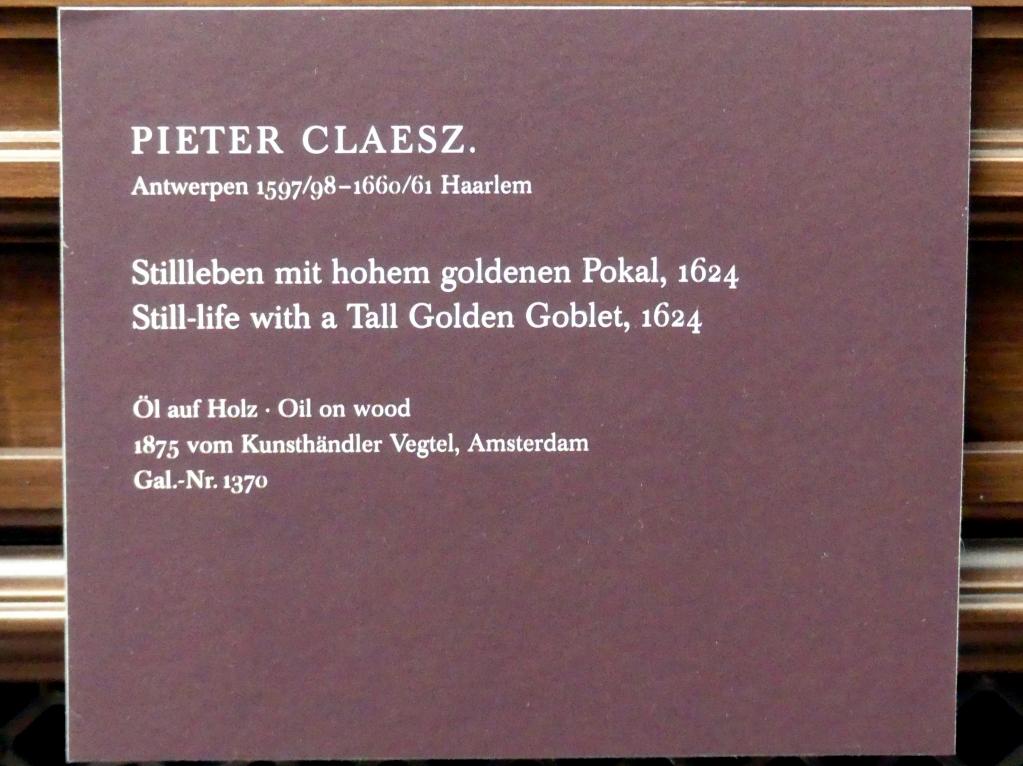 PIETER CLAESZ.
Antwerpen 1597/98–1660/61 Haarlem
Stillleben mit hohem goldenen Pokal, 1624
Still-life with a Tall Golden Goblet, 1624
Öl auf Holz · Oil on wood
1875 vom Kunsthändler Vegtel, Amsterdam
Gal.-Nr. 1370